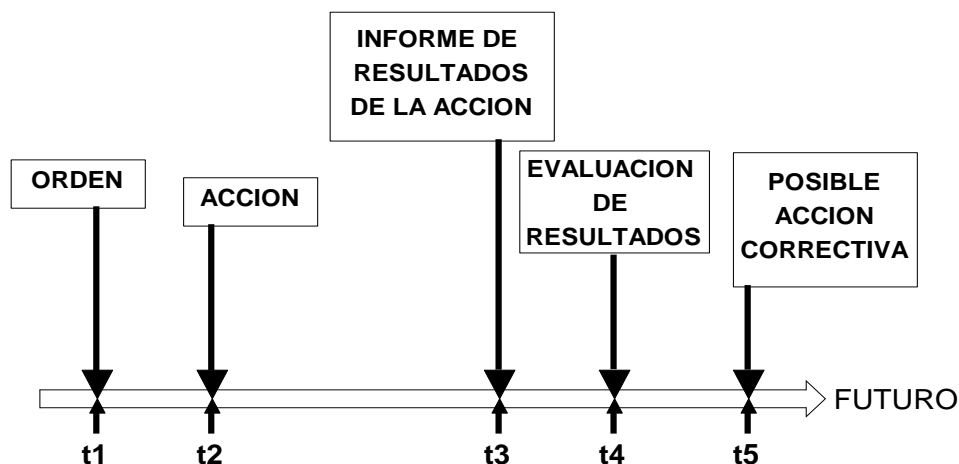 INFORME DE
RESULTADOS
DE LA ACCION
ORDEN
ACCION
EVALUACION
DE
RESULTADOS
POSIBLE
ACCION
CORRECTIVA
FUTURO
t1
t2
t3
t4
t5